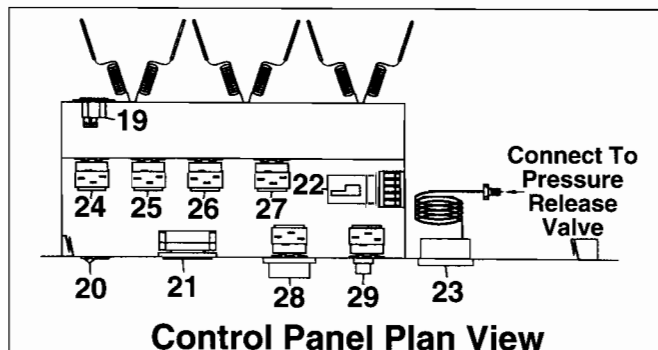 19
Connect To
Pressure
Release
Valve
24 25 26 27 22
20 21 28 29 23
Control Panel Plan View